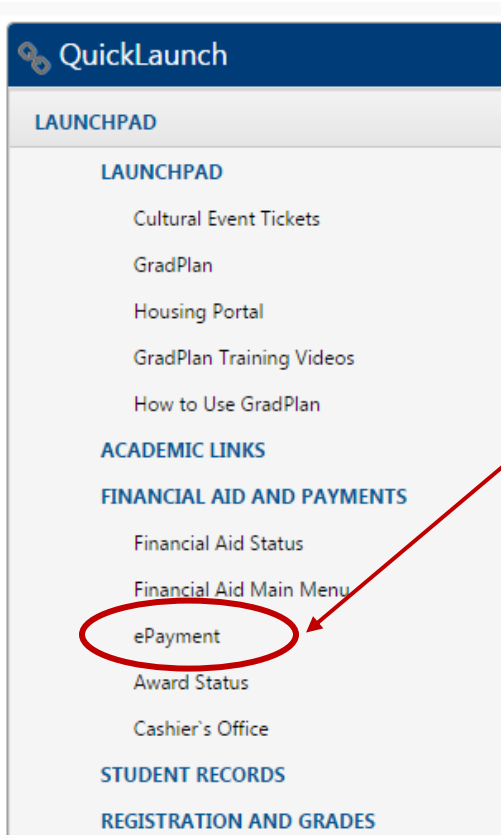 QuickLaunch
LAUNCHPAD
LAUNCHPAD
Cultural Event Tickets
GradPlan
Housing Portal
GradPlan Training Videos
How to Use GradPlan
ACADEMIC LINKS
FINANCIAL AID AND PAYMENTS
Financial Aid Status
Financial Aid Main Menu
ePayment
Award Status
Cashier`s Office
STUDENT RECORDS
REGISTRATION AND GRADES